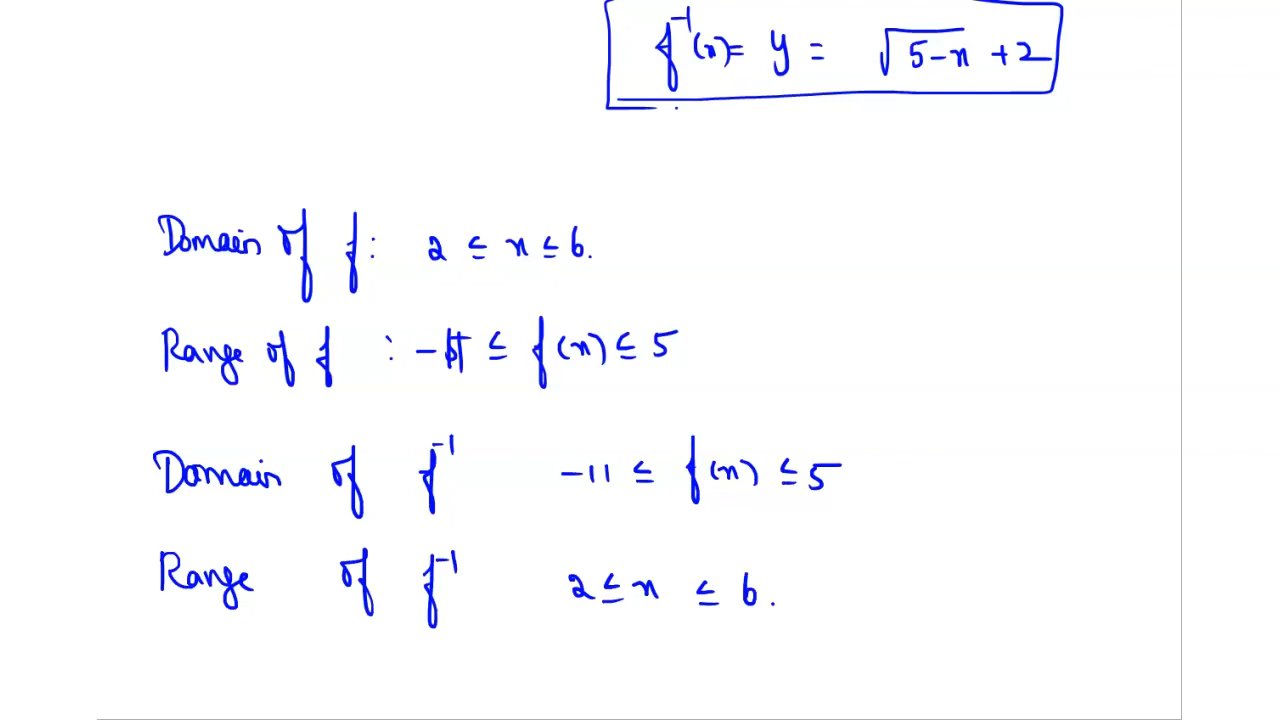 f⁻¹(x) = y = √5-x + 2
Domain of f : 2 ≤ x ≤ 6.
Range of f : -11 ≤ f(x) ≤ 5
Domain of f⁻¹ -11 ≤ f(x) ≤ 5
Range of f⁻¹ 2 ≤ x ≤ 6.